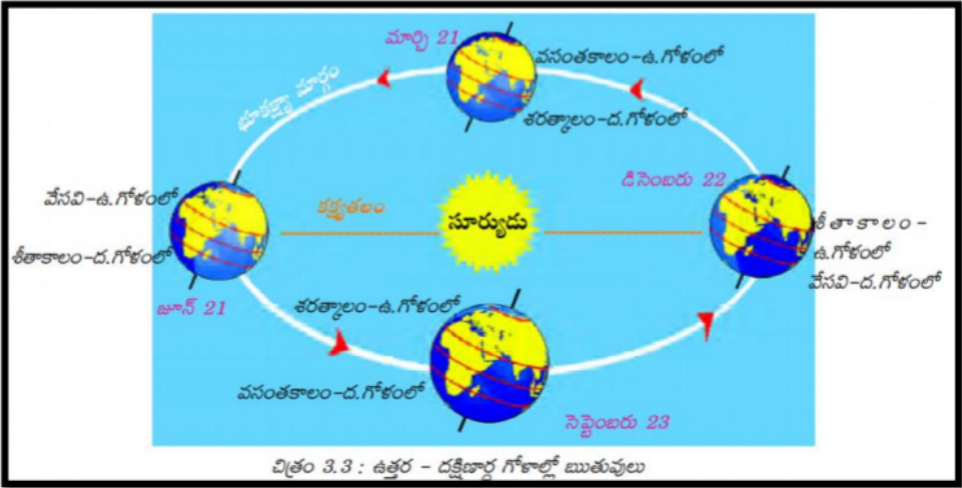 మార్చి 21
వసంతకాలం-ఉ.గోళంలో
భూకక్ష్యా మార్గం
శరత్కాలం-ద.గోళంలో
డిసెంబరు 22
వేసవి-ఉ.గోళంలో
కక్ష్యతలం
సూర్యుడు
శీతాకాలం-
ఉ.గోళంలో
వేసవి-ద.గోళంలో
శీతాకాలం-ద.గోళంలో
జూన్ 21
శరత్కాలం-ఉ.గోళంలో
వసంతకాలం-ద.గోళంలో
సెప్టెంబరు 23
చిత్రం 3.3 : ఉత్తర - దక్షిణార్ధ గోళాల్లో ఋతువులు